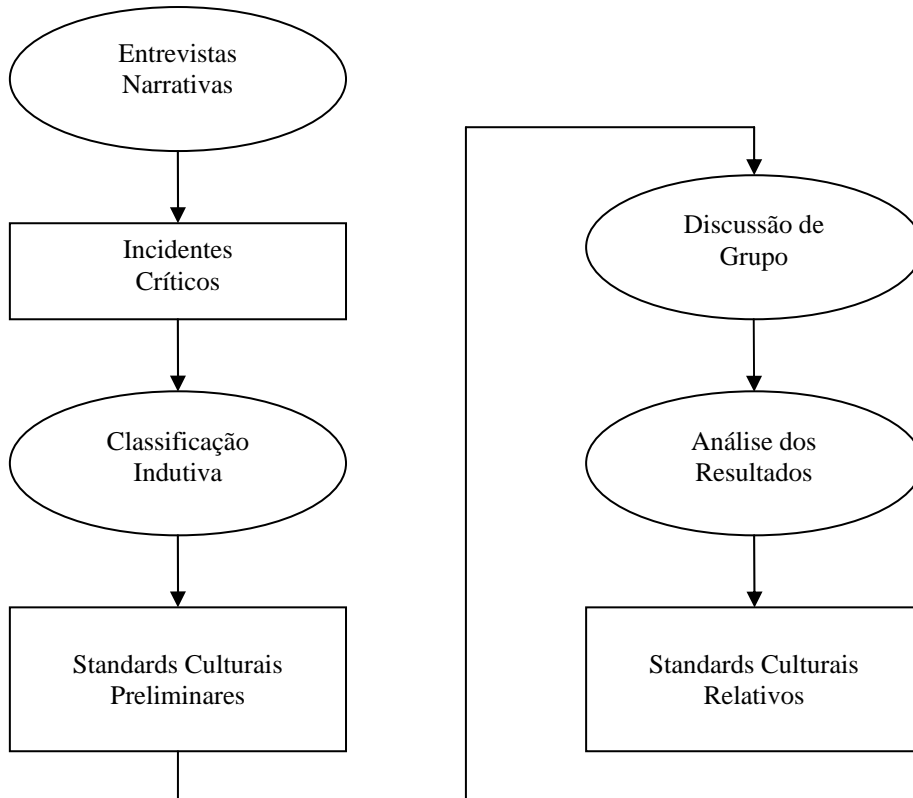 Entrevistas
Narrativas
Incidentes
Críticos
Classificação
Indutiva
Standards Culturais
Preliminares
Discussão de
Grupo
Análise dos
Resultados
Standards Culturais
Relativos